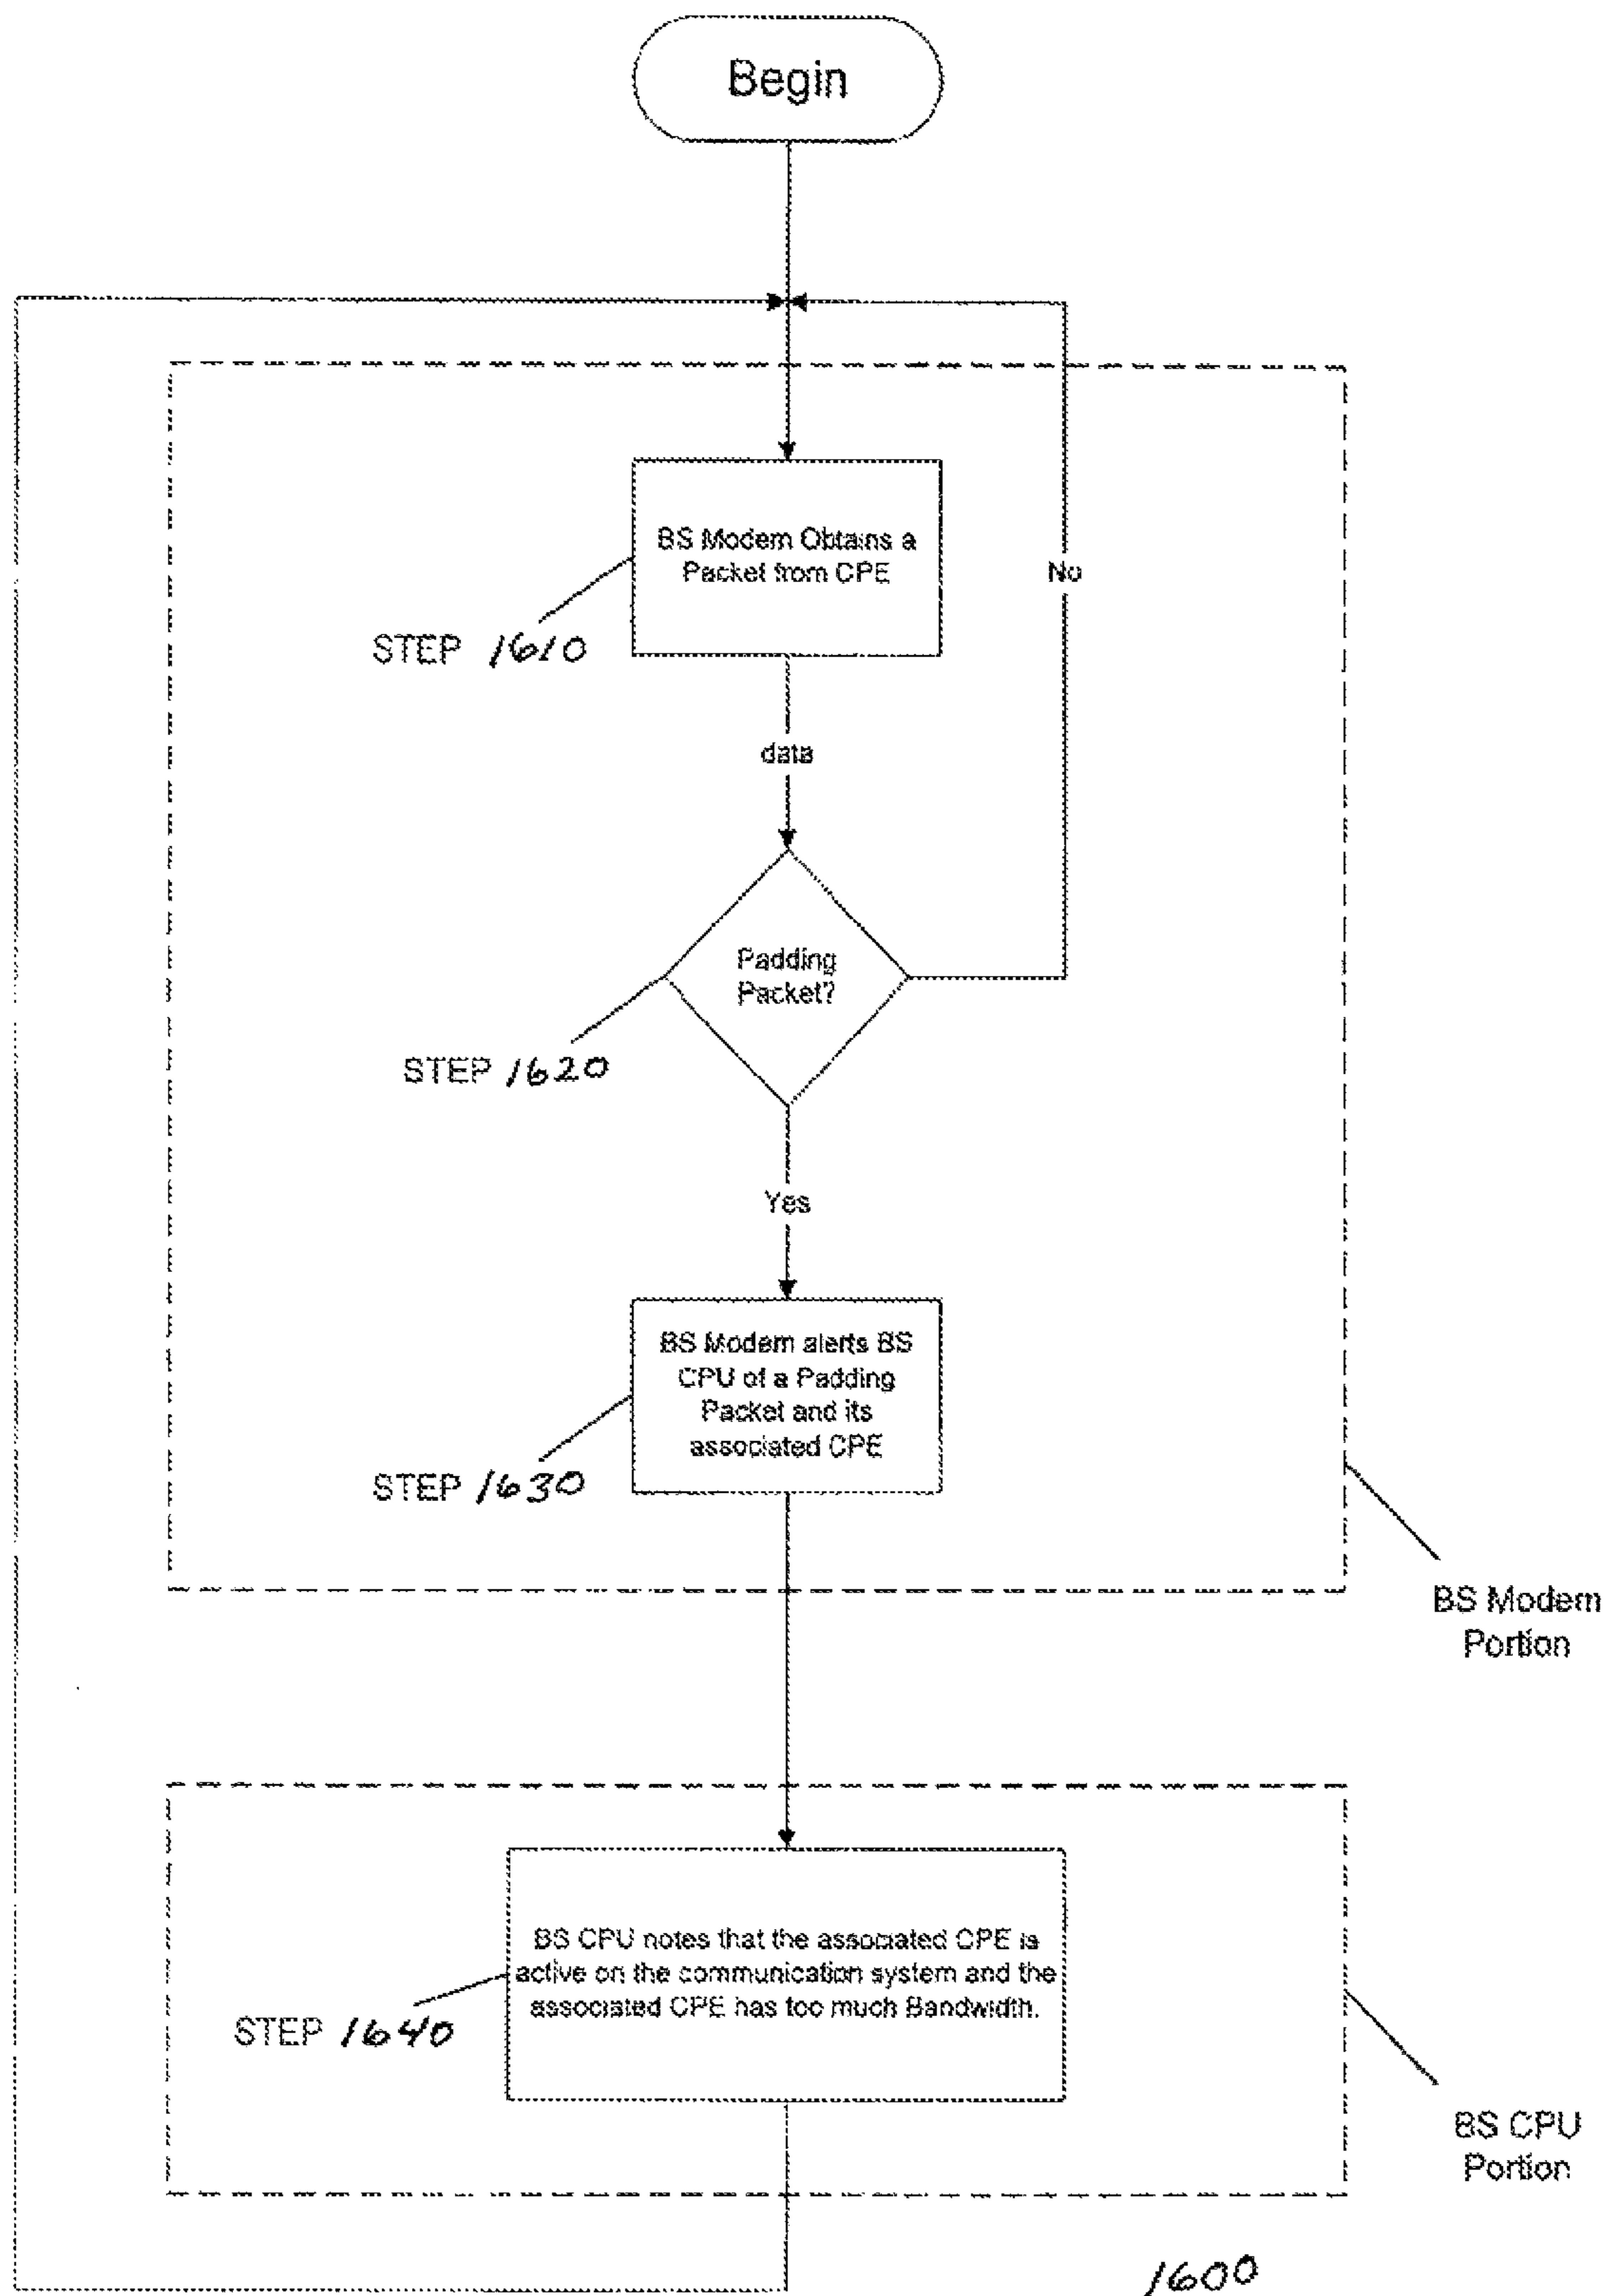 Begin
BS Modem Obtains a
Packet from CPE
No
STEP 1610
data
Padding
Packet?
STEP 1620
Yes
BS Modem alerts BS
CPU of a Padding
Packet and its
associated CPE
STEP 1630
BS Modem
Portion
BS CPU notes that the associated CPE is
active on the communication system and the
associated CPE has too much Bandwidth.
STEP 1640
BS CPU
Portion
1600